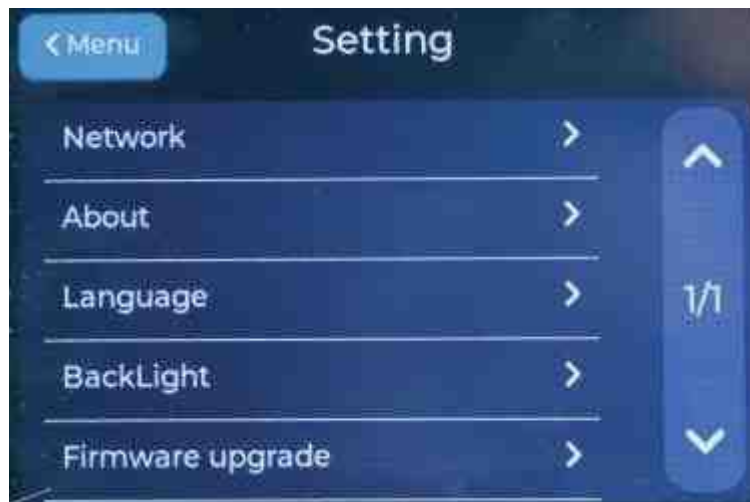 Menu
Setting
Network
About
Language
1/1
BackLight
Firmware upgrade